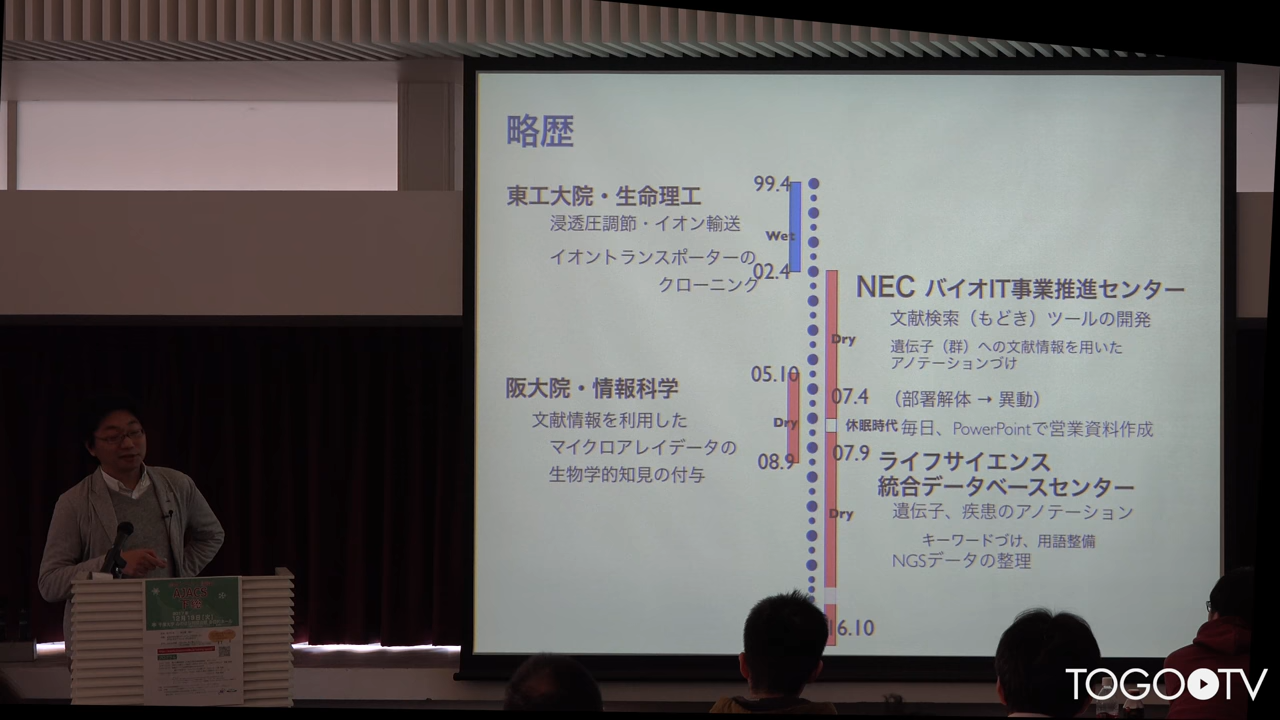 略歴
99.4
東工大院・生命理工
浸透圧調節・イオン輸送
Wet
イオントランスポーターの
クローニング
02.4
NEC バイオIT事業推進センター
文献検索（もどき）ツールの開発
Dry
遺伝子（群）への文献情報を用いた
アノテーションづけ
05.10
阪大院・情報科学
文献情報を利用した
マイクロアレイデータの
生物学的知見の付与
Dry
08.9
07.4 （部署解体 → 異動）
休眠時代 毎日、PowerPointで営業資料作成
07.9 ライフサイエンス
統合データベースセンター
Dry
遺伝子、疾患のアノテーション
キーワードづけ、用語整備
NGSデータの整理
16.10
TOGO TV